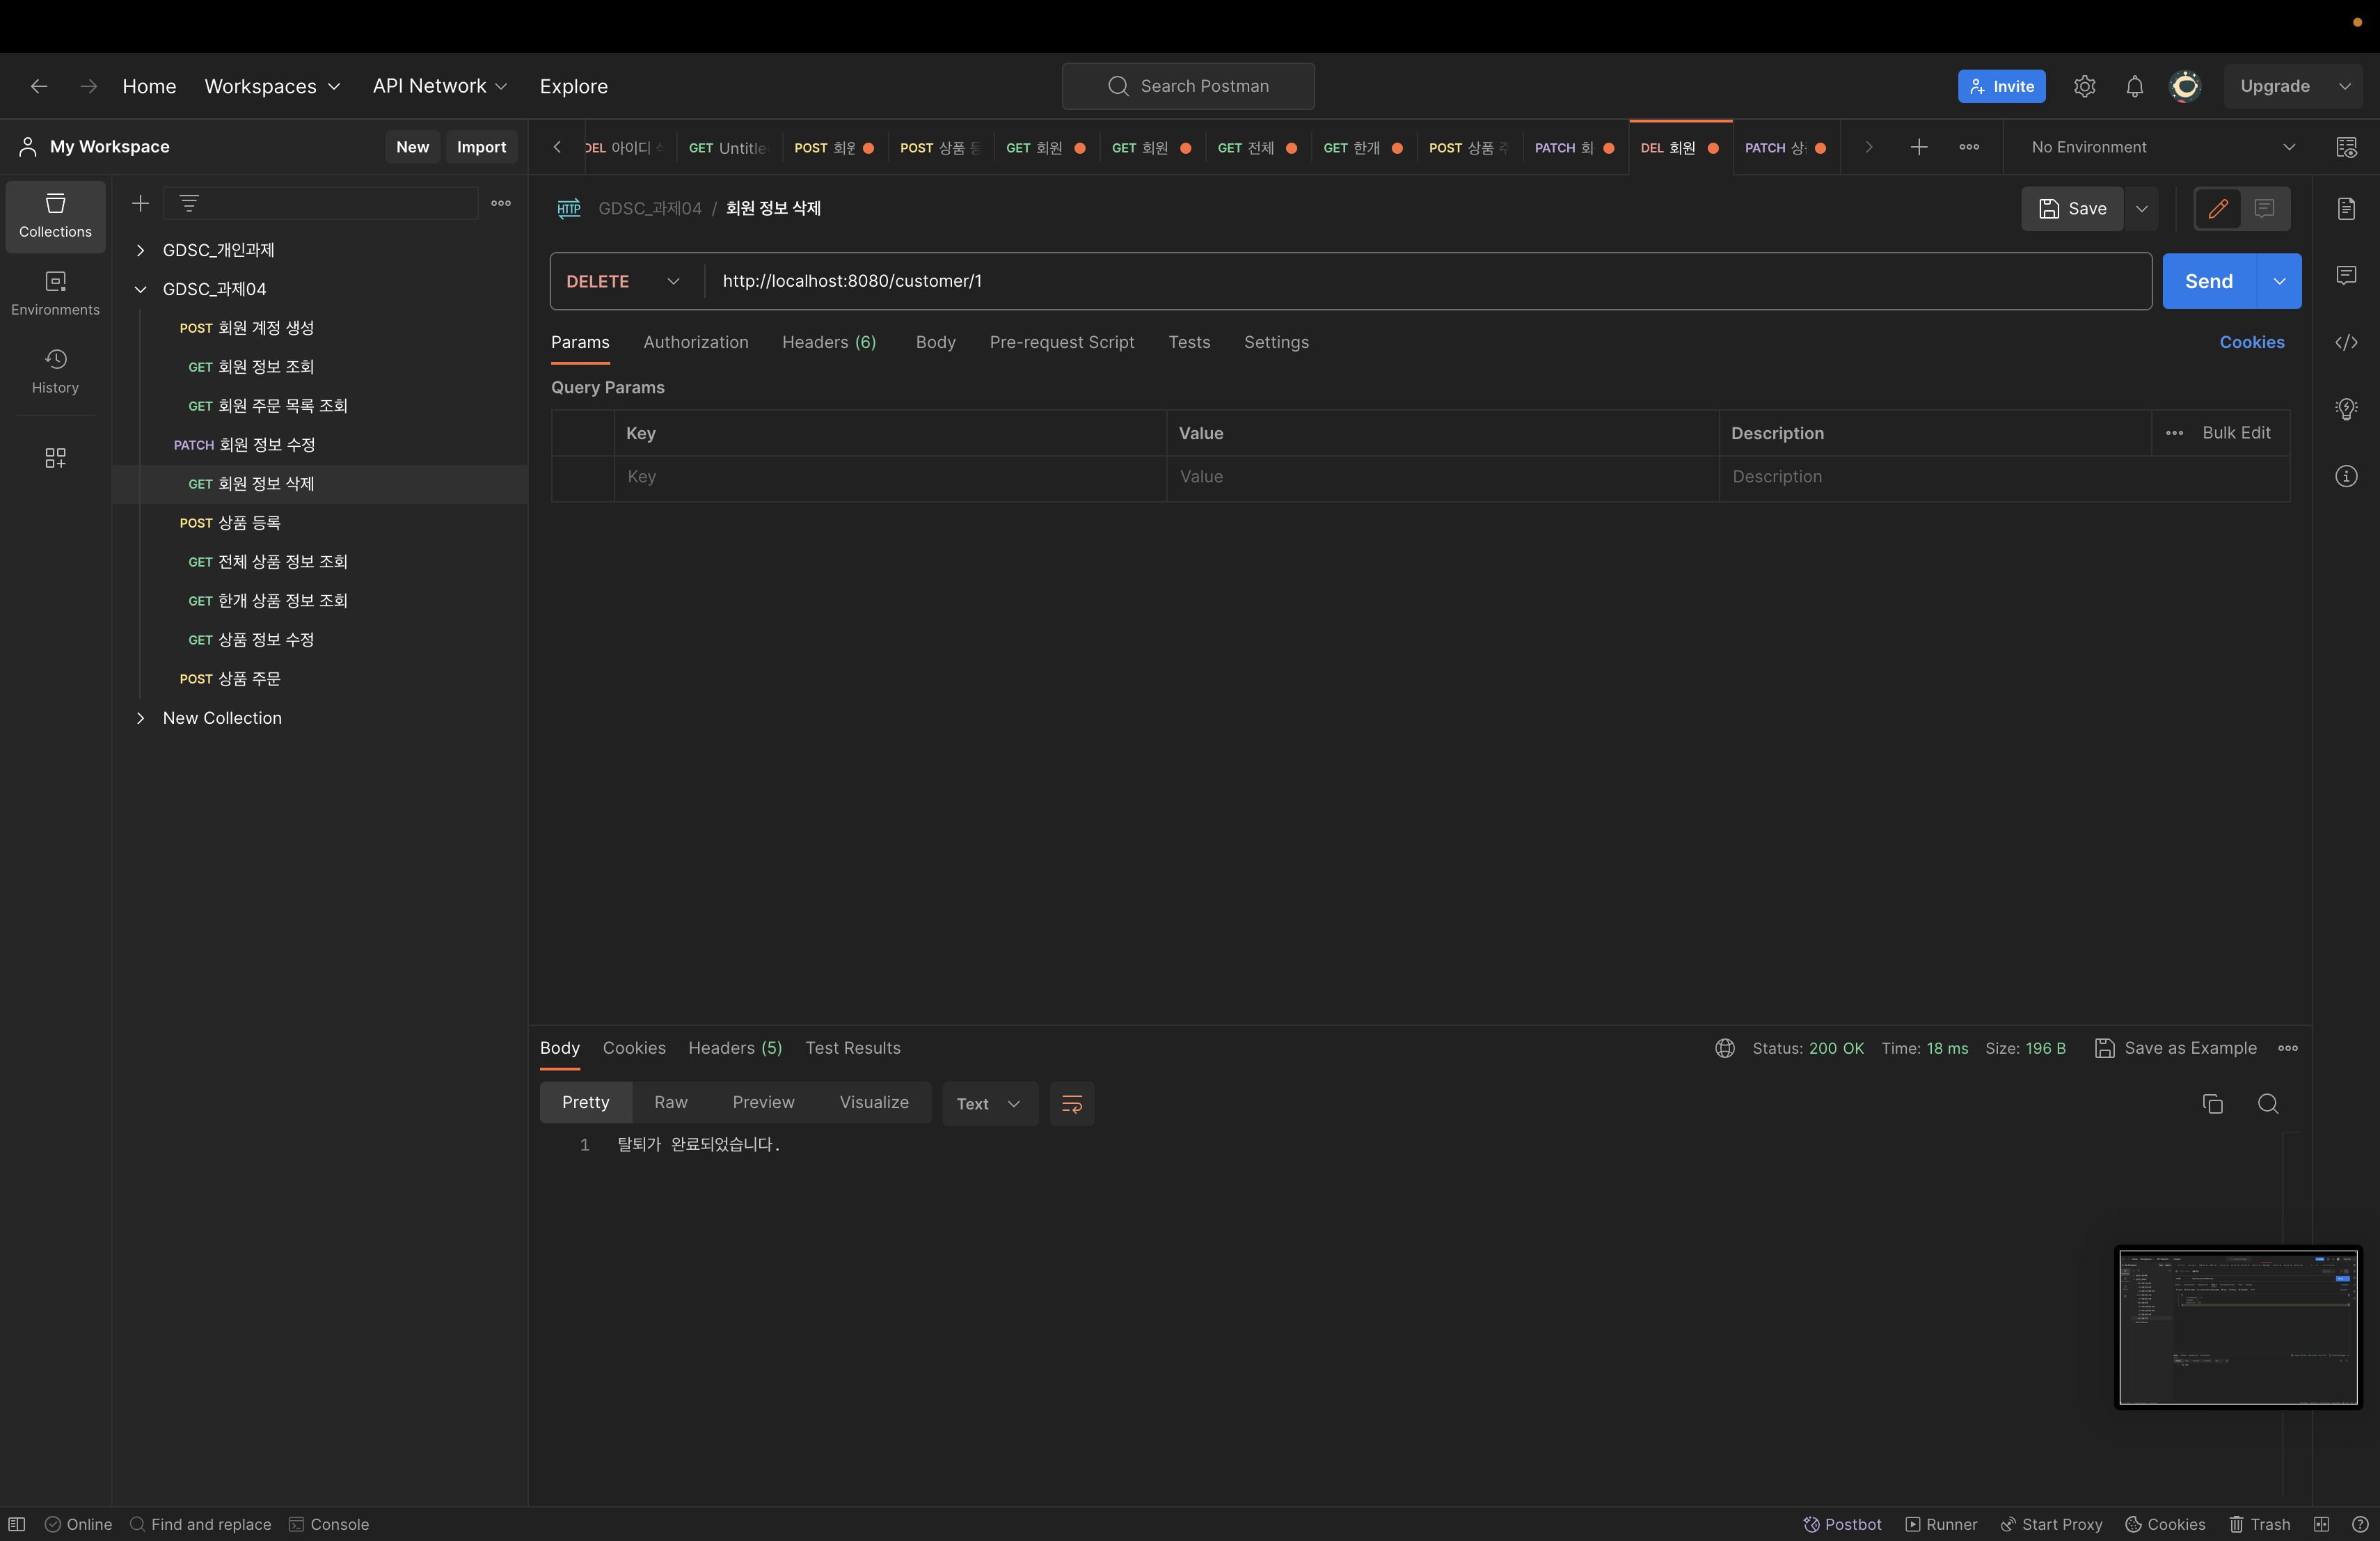 Home Workspaces API Network Explore Search Postman Invite Upgrade
My Workspace New Import
DEL 아이디 GET Untitle POST 회원 POST 상품 GET 회원 GET 회원 GET 전체 GET 한개 POST 상품 PATCH 회 DEL 회원 PATCH No Environment
Collections
Environments
History
GDSC_개인과제
GDSC_과제04
POST 회원 계정 생성
GET 회원 정보 조회
GET 회원 주문 목록 조회
PATCH 회원 정보 수정
GET 회원 정보 삭제
POST 상품 등록
GET 전체 상품 정보 조회
GET 한개 상품 정보 조회
GET 상품 정보 수정
POST 상품 주문
New Collection
HTTP GDSC_과제04 / 회원 정보 삭제 Save
DELETE http://localhost:8080/customer/1 Send
Params Authorization Headers (6) Body Pre-request Script Tests Settings Cookies
Query Params
Key Value Description Bulk Edit
Key Value Description
Body Cookies Headers (5) Test Results Status: 200 OK Time: 18 ms Size: 196 B Save as Example
Pretty Raw Preview Visualize Text
1 탈퇴가 완료되었습니다.
Online Find and replace Console Postbot Runner Start Proxy Cookies Trash